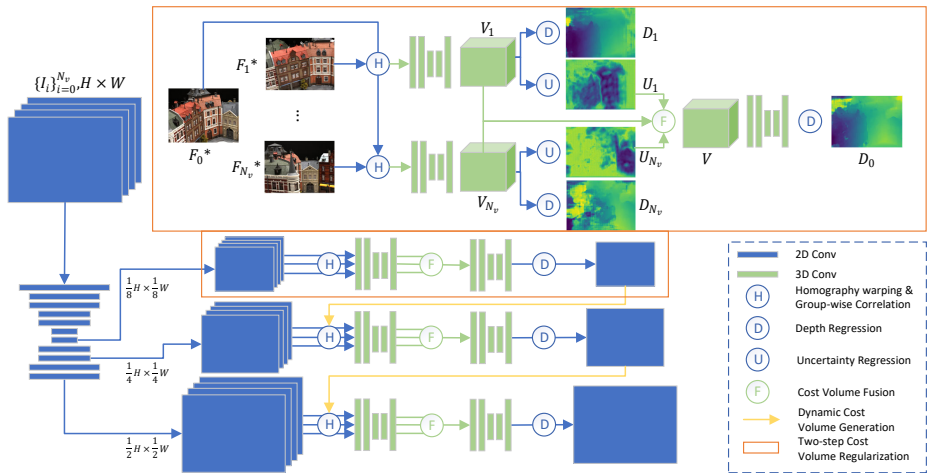 {I_i}_{i=0}^{N_v}, H × W
F_0*
F_1*
⋮
F_{N_v}*
H
H
V_1
V_{N_v}
D
U
U
D
D_1
U_1
U_{N_v}
D_{N_v}
F
V
D
D_0
1/8 H × 1/8 W
H
F
D
1/4 H × 1/4 W
H
F
D
1/2 H × 1/2 W
H
F
D
2D Conv
3D Conv
H
Homography warping &
Group-wise Correlation
D
Depth Regression
U
Uncertainty Regression
F
Cost Volume Fusion
Dynamic Cost
Volume Generation
Two-step Cost
Volume Regularization